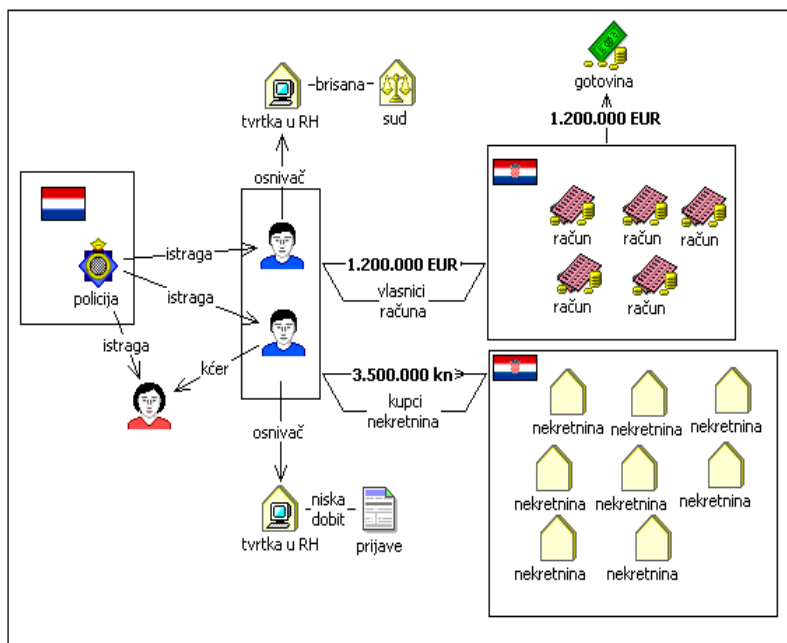 gotovina
1.200.000 EUR
brisana
tvrtka u RH
sud
osnivač
račun
račun
račun
račun
račun
policija
istraga
istraga
istraga
kćer
1.200.000 EUR
vlasnici
računa
3.500.000 kn
kupci
nekretnina
nekretnina
nekretnina
nekretnina
nekretnina
nekretnina
nekretnina
nekretnina
nekretnina
osnivač
tvrtka u RH
niska
dobit
prijave